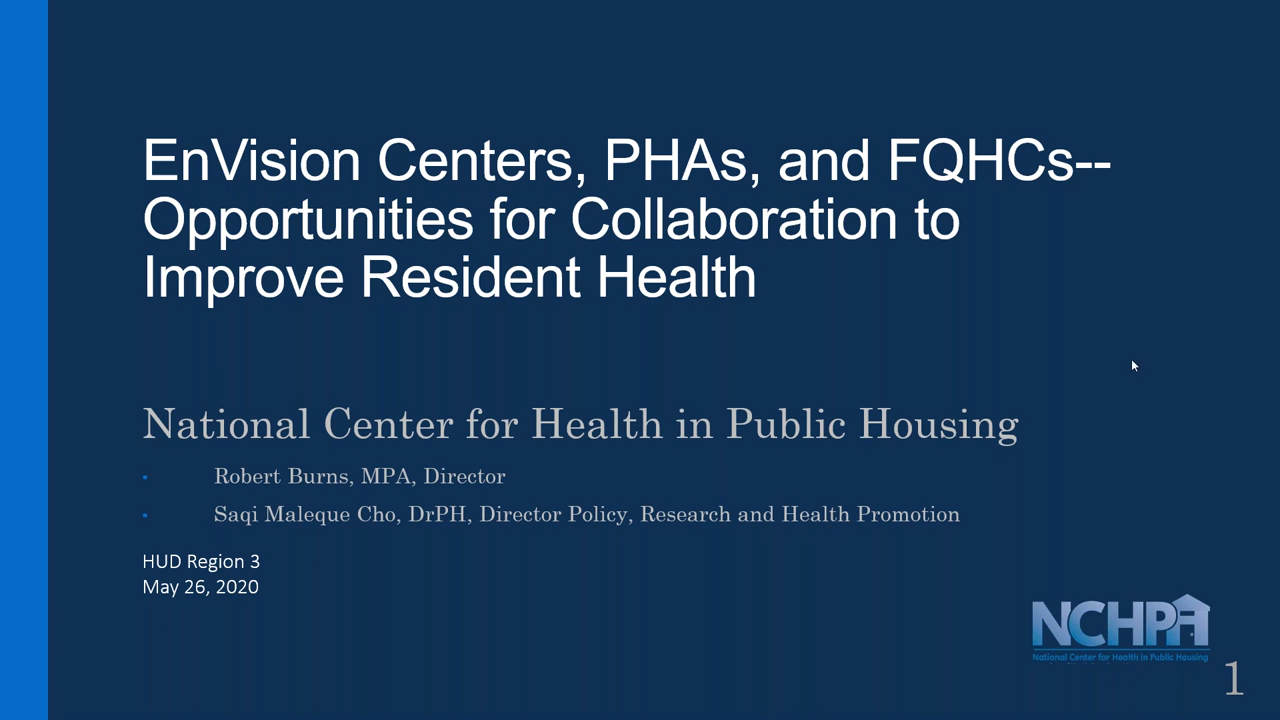 EnVision Centers, PHAs, and FQHCs--
Opportunities for Collaboration to
Improve Resident Health
National Center for Health in Public Housing
Robert Burns, MPA, Director
Saqi Maleque Cho, DrPH, Director Policy, Research and Health Promotion
HUD Region 3
May 26, 2020
NCHPH
National Center for Health in Public Housing
1